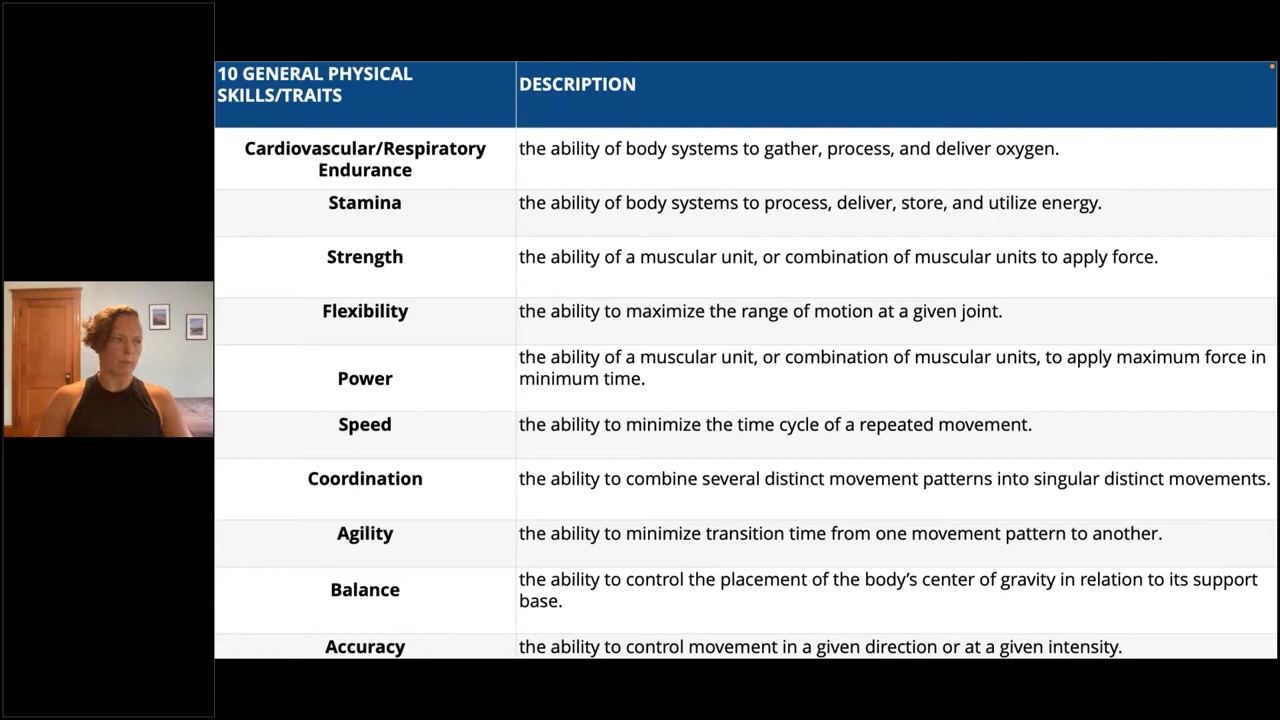 10 GENERAL PHYSICAL
SKILLS/TRAITS
DESCRIPTION
Cardiovascular/Respiratory
Endurance
the ability of body systems to gather, process, and deliver oxygen.
Stamina
the ability of body systems to process, deliver, store, and utilize energy.
Strength
the ability of a muscular unit, or combination of muscular units to apply force.
Flexibility
the ability to maximize the range of motion at a given joint.
Power
the ability of a muscular unit, or combination of muscular units, to apply maximum force in
minimum time.
Speed
the ability to minimize the time cycle of a repeated movement.
Coordination
the ability to combine several distinct movement patterns into singular distinct movements.
Agility
the ability to minimize transition time from one movement pattern to another.
Balance
the ability to control the placement of the body’s center of gravity in relation to its support
base.
Accuracy
the ability to control movement in a given direction or at a given intensity.